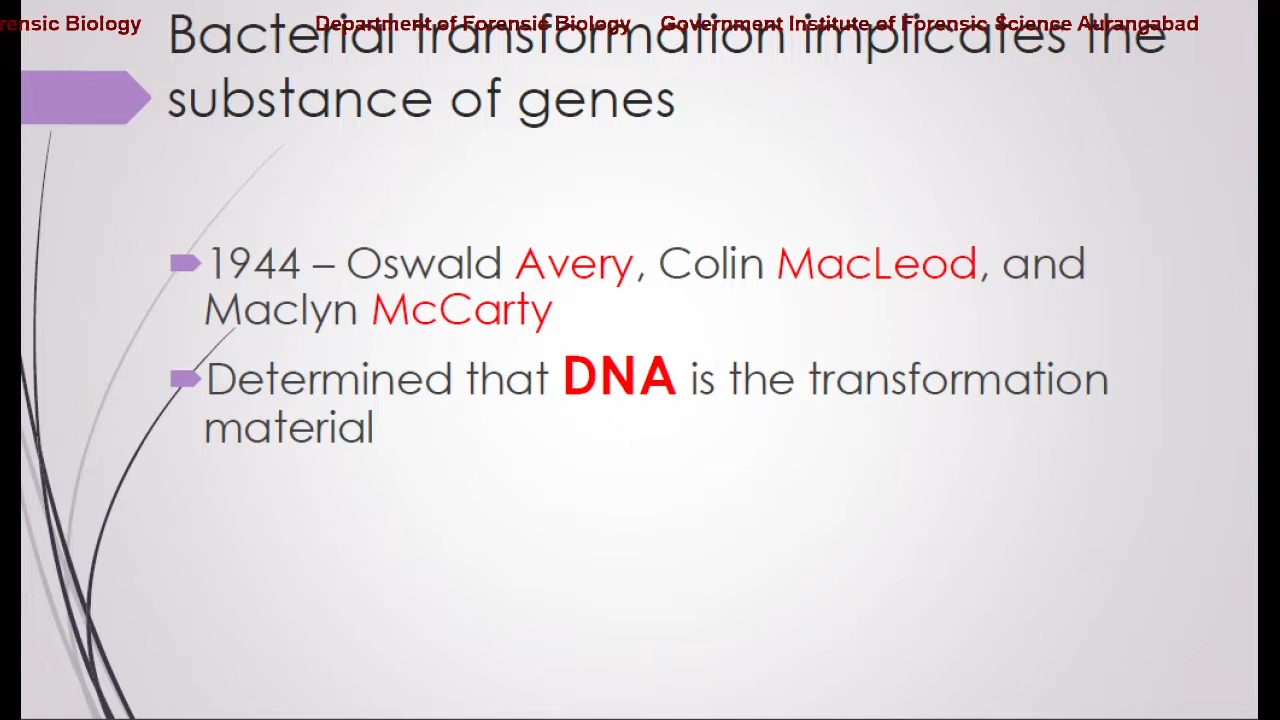 rensic Biology Department of Forensic Biology Government Institute of Forensic Science Aurangabad
Bacterial transformation implicates the
substance of genes
1944 – Oswald Avery, Colin MacLeod, and
Maclyn McCarty
Determined that DNA is the transformation
material